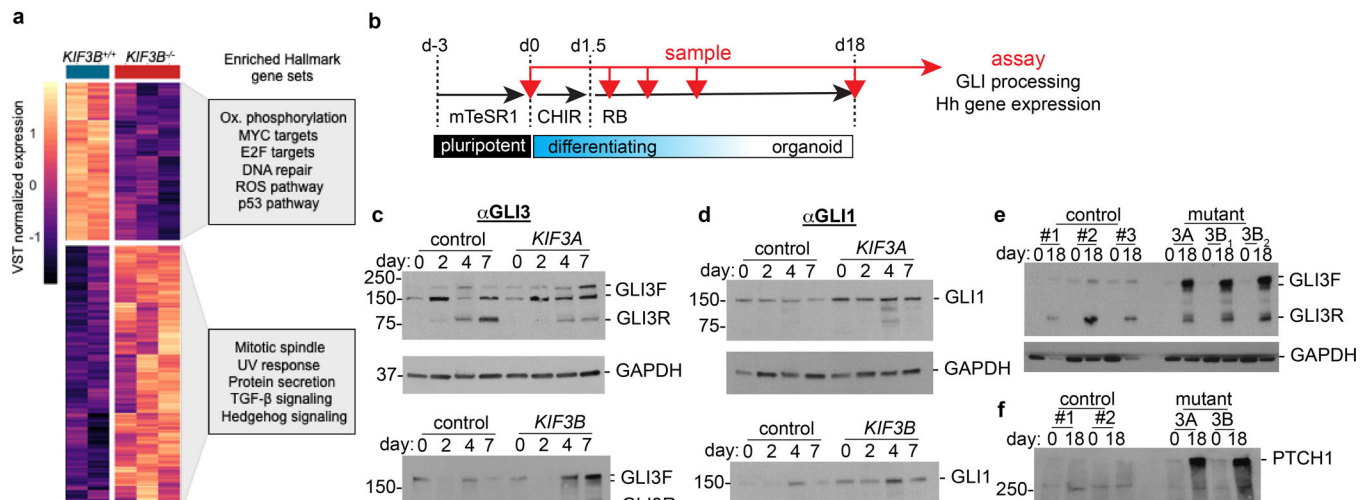 a
KIF3B+/+ KIF3B-/-
Enriched Hallmark
gene sets
VST normalized expression
1
0
-1
Ox. phosphorylation
MYC targets
E2F targets
DNA repair
ROS pathway
p53 pathway
Mitotic spindle
UV response
Protein secretion
TGF-β signaling
Hedgehog signaling
b
d-3 d0 d1.5 d18
sample
assay
GLI processing
Hh gene expression
mTeSR1 CHIR RB
pluripotent differentiating organoid
c
αGLI3
control KIF3A
day: 0 2 4 7 0 2 4 7
250
150
75
GLI3F
GLI3R
37
GAPDH
control KIF3B
day: 0 2 4 7 0 2 4 7
150
GLI3F
GLI3R
d
αGLI1
control KIF3A
day: 0 2 4 7 0 2 4 7
150
75
GLI1
GAPDH
control KIF3B
day: 0 2 4 7 0 2 4 7
150
GLI1
e
control mutant
#1 #2 #3 3A 3B1 3B2
day: 0 18 0 18 0 18 0 18 0 18 0 18
GLI3F
GLI3R
GAPDH
f
control mutant
#1 #2 3A 3B
day: 0 18 0 18 0 18 0 18
250
PTCH1